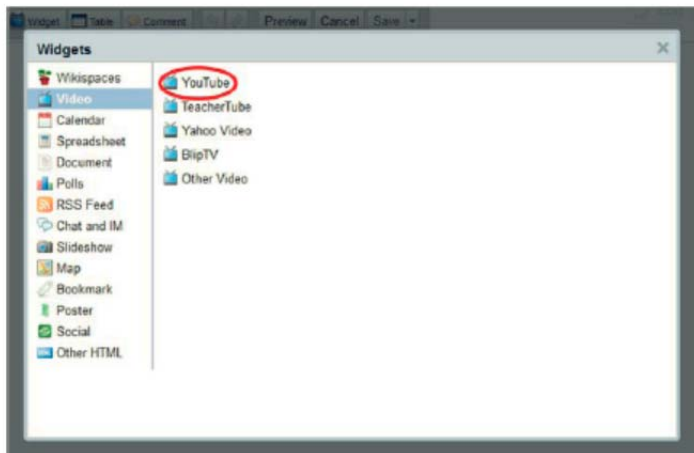 Widget Table Comment Preview Cancel Save
Widgets
Wikispaces
Video
Calendar
Spreadsheet
Document
Polls
RSS Feed
Chat and IM
Slideshow
Map
Bookmark
Poster
Social
Other HTML
YouTube
TeacherTube
Yahoo Video
BlipTV
Other Video